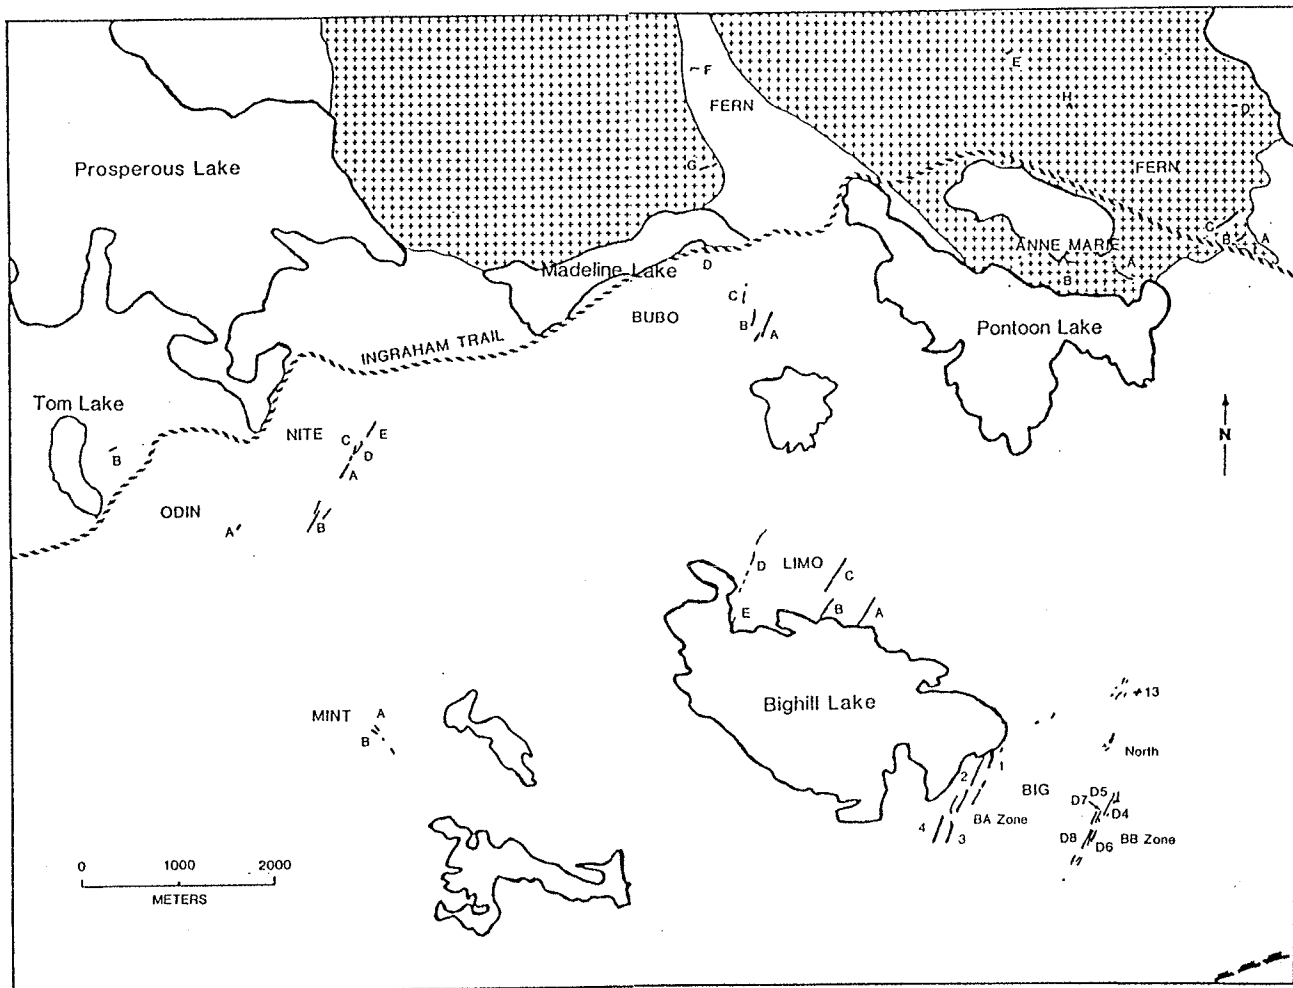 E
F
H
D
FERN
Prosperous Lake
G
FERN
C
B
A
ANNE MARIE
A
B
Madeline Lake
D
C
BUBO
B
A
Pontoon Lake
INGRAHAM TRAIL
N
Tom Lake
NITE
C
E
D
B
A
ODIN
A
B
D
LIMO
C
E
B
A
Bighill Lake
+13
MINT
A
B
North
1
2
BIG
D5
D7
D4
BA Zone
4
3
D8
D6
BB Zone
0 1000 2000
METERS